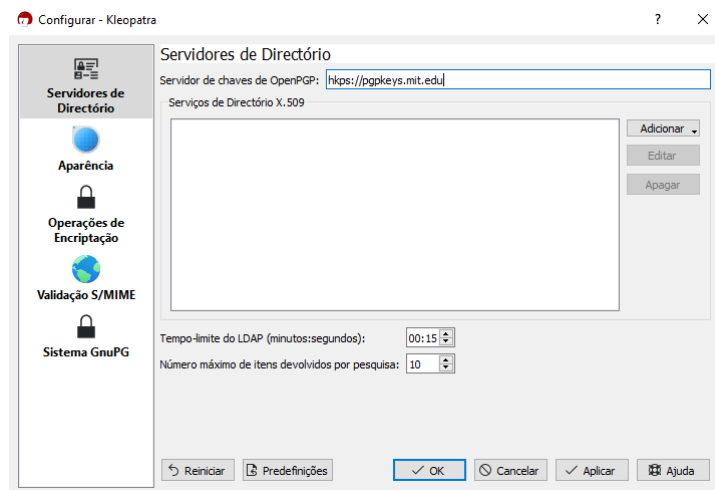 Configurar - Kleopatra
Servidores de
Directório
Aparência
Operações de
Encriptação
Validação S/MIME
Sistema GnuPG
Servidores de Directório
Servidor de chaves de OpenPGP: hkps://pgpkeys.mit.edu
Serviços de Directório X.509
Adicionar
Editar
Apagar
Tempo-limite do LDAP (minutos:segundos): 00:15
Número máximo de itens devolvidos por pesquisa: 10
Reiniciar Predefinições OK Cancelar Aplicar Ajuda